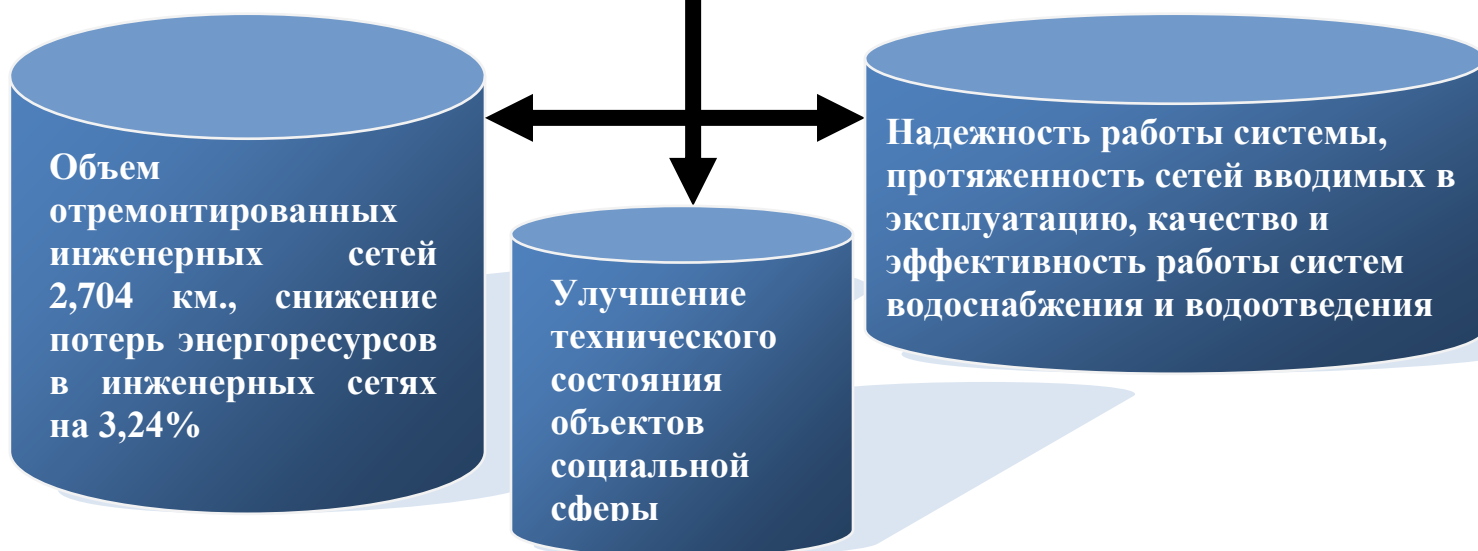 Объем
отремонтированных
инженерных сетей
2,704 км., снижение
потерь энергоресурсов
в инженерных сетях
на 3,24%
Улучшение
технического
состояния
объектов
социальной
сферы
Надежность работы системы,
протяженность сетей вводимых в
эксплуатацию, качество и
эффективность работы систем
водоснабжения и водоотведения